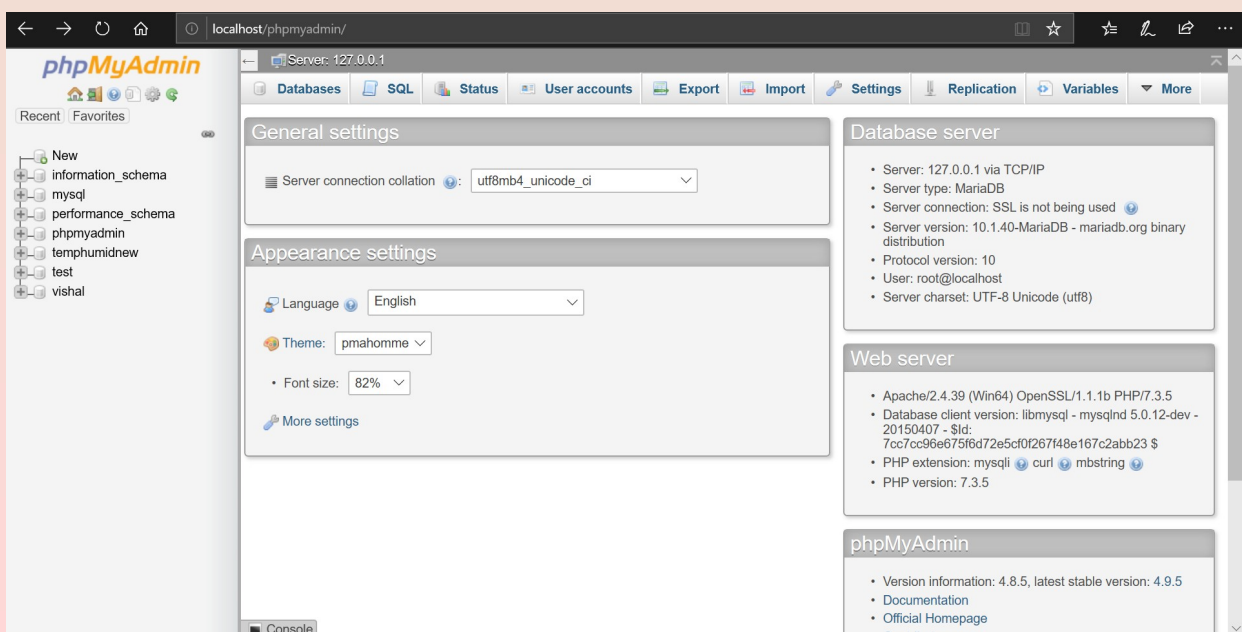 localhost/phpmyadmin/
phpMyAdmin
Recent Favorites
New
information_schema
mysql
performance_schema
phpmyadmin
temphumidnew
test
vishal
Server: 127.0.0.1
Databases SQL Status User accounts Export Import Settings Replication Variables More
General settings
Server connection collation : utf8mb4_unicode_ci
Appearance settings
Language English
Theme: pmahomme
• Font size: 82%
More settings
Database server
• Server: 127.0.0.1 via TCP/IP
• Server type: MariaDB
• Server connection: SSL is not being used
• Server version: 10.1.40-MariaDB - mariadb.org binary
distribution
• Protocol version: 10
• User: root@localhost
• Server charset: UTF-8 Unicode (utf8)
Web server
• Apache/2.4.39 (Win64) OpenSSL/1.1.1b PHP/7.3.5
• Database client version: libmysql - mysqlnd 5.0.12-dev -
20150407 - $Id:
7cc7cc96e675f6d72e5cf0f267f48e167c2abb23 $
• PHP extension: mysqli curl mbstring
• PHP version: 7.3.5
phpMyAdmin
• Version information: 4.8.5, latest stable version: 4.9.5
• Documentation
• Official Homepage
Console